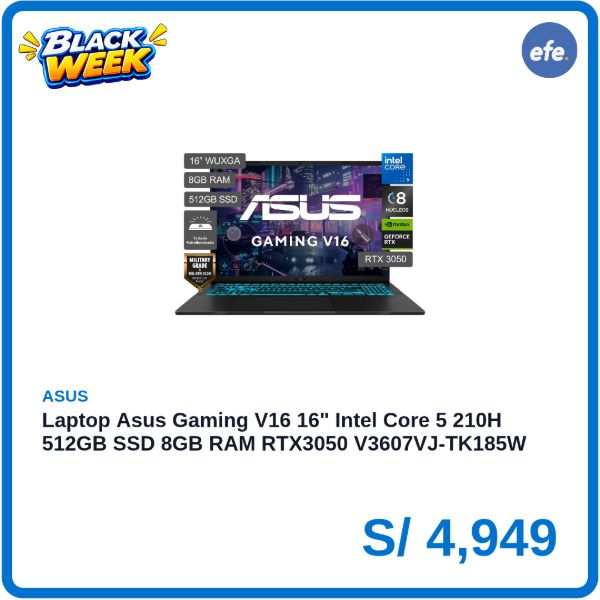 BLACK
WEEK
efe.
16" WUXGA
8GB RAM
512GB SSD
intel
CORE
8
NÚCLEOS
ASUS
GAMING V16
NVIDIA
GEFORCE
RTX
RTX 3050
MILITARY
GRADE
ASUS
Laptop Asus Gaming V16 16" Intel Core 5 210H
512GB SSD 8GB RAM RTX3050 V3607VJ-TK185W
S/ 4,949